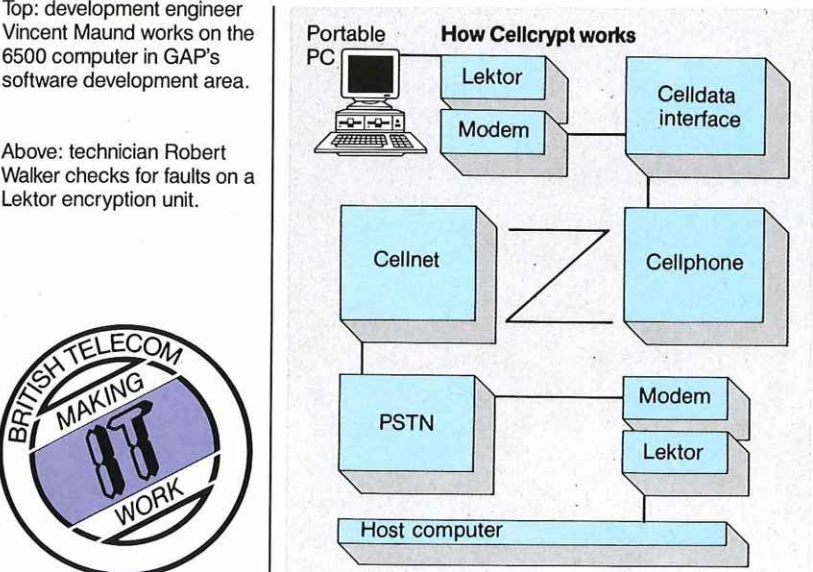 Top: development engineer
Vincent Maund works on the
6500 computer in GAP's
software development area.
Above: technician Robert
Walker checks for faults on a
Lektor encryption unit.
BRITISH TELECOM
MAKING
IT
WORK
How Cellcrypt works
Portable
PC
Lektor
Modem
Celldata
interface
Cellnet
Cellphone
PSTN
Modem
Lektor
Host computer